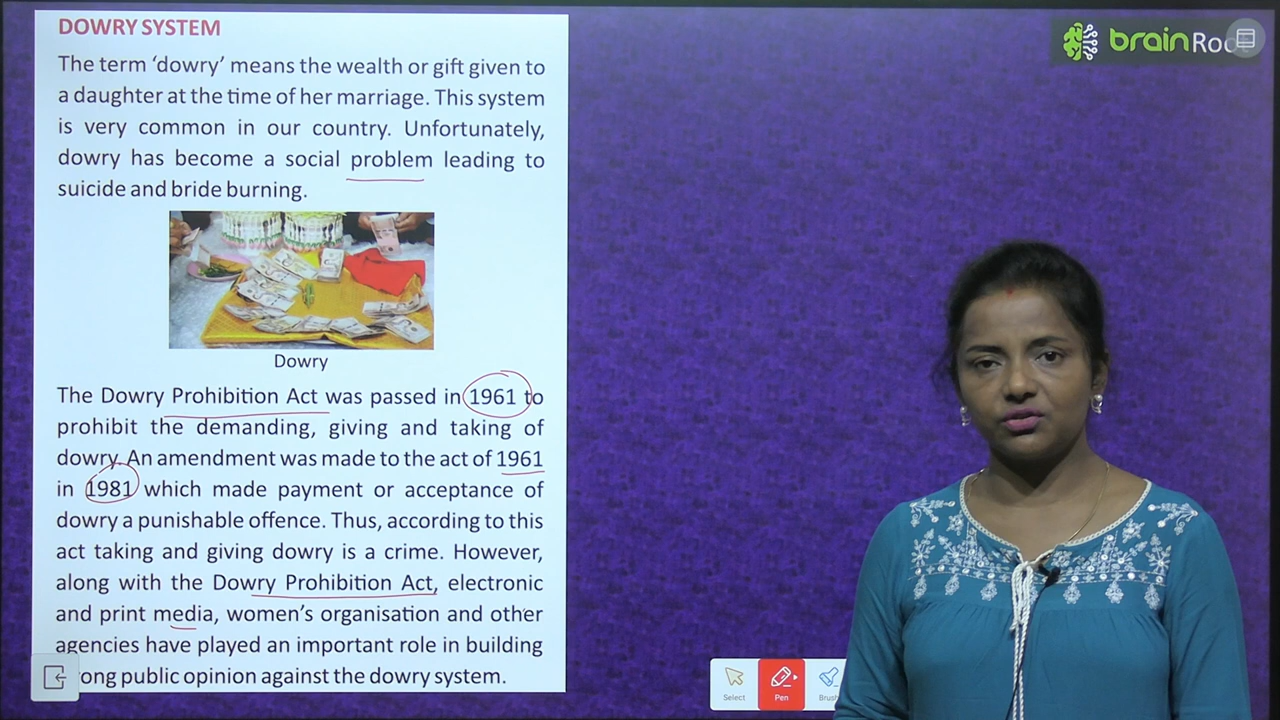 DOWRY SYSTEM
The term ‘dowry’ means the wealth or gift given to
a daughter at the time of her marriage. This system
is very common in our country. Unfortunately,
dowry has become a social problem leading to
suicide and bride burning.
Dowry
The Dowry Prohibition Act was passed in 1961 to
prohibit the demanding, giving and taking of
dowry. An amendment was made to the act of 1961
in 1981 which made payment or acceptance of
dowry a punishable offence. Thus, according to this
act taking and giving dowry is a crime. However,
along with the Dowry Prohibition Act, electronic
and print media, women’s organisation and other
agencies have played an important role in building
public opinion against the dowry system.
brain
Select
Pen
Brush